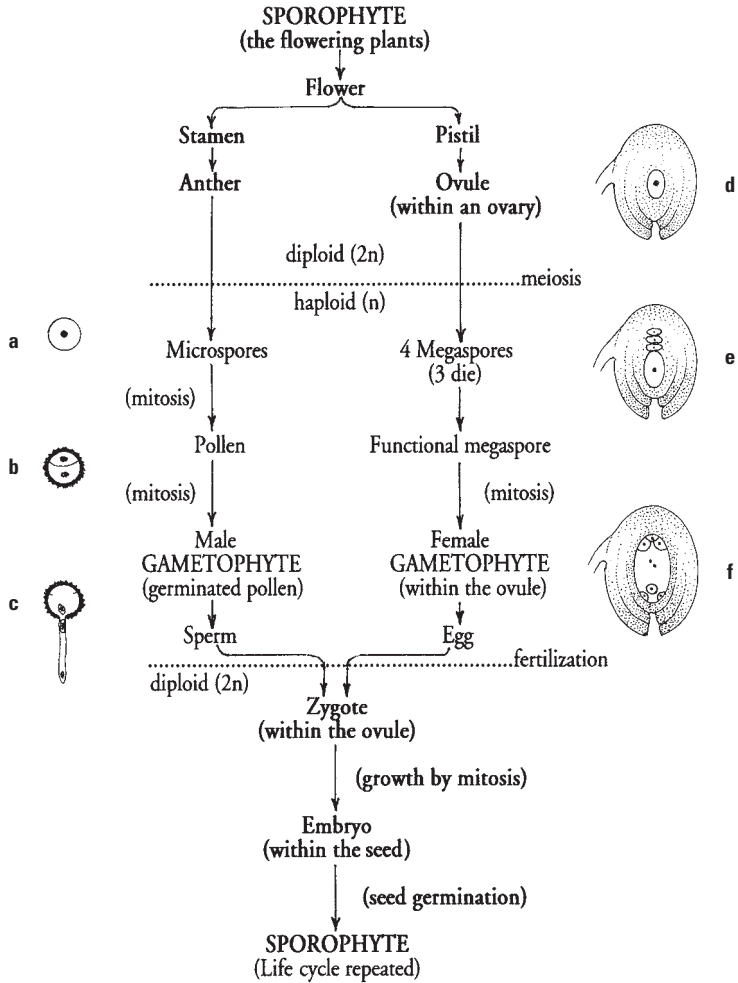 SPOROPHYTE
(the flowering plants)
Flower
Stamen
Pistil
Anther
Ovule
(within an ovary)
d
diploid (2n)
meiosis
haploid (n)
a
Microspores
4 Megaspores
(3 die)
e
(mitosis)
Pollen
Functional megaspore
b
(mitosis)
(mitosis)
Male
GAMETOPHYTE
(germinated pollen)
Female
GAMETOPHYTE
(within the ovule)
f
c
Sperm
Egg
fertilization
diploid (2n)
Zygote
(within the ovule)
(growth by mitosis)
Embryo
(within the seed)
(seed germination)
SPOROPHYTE
(Life cycle repeated)